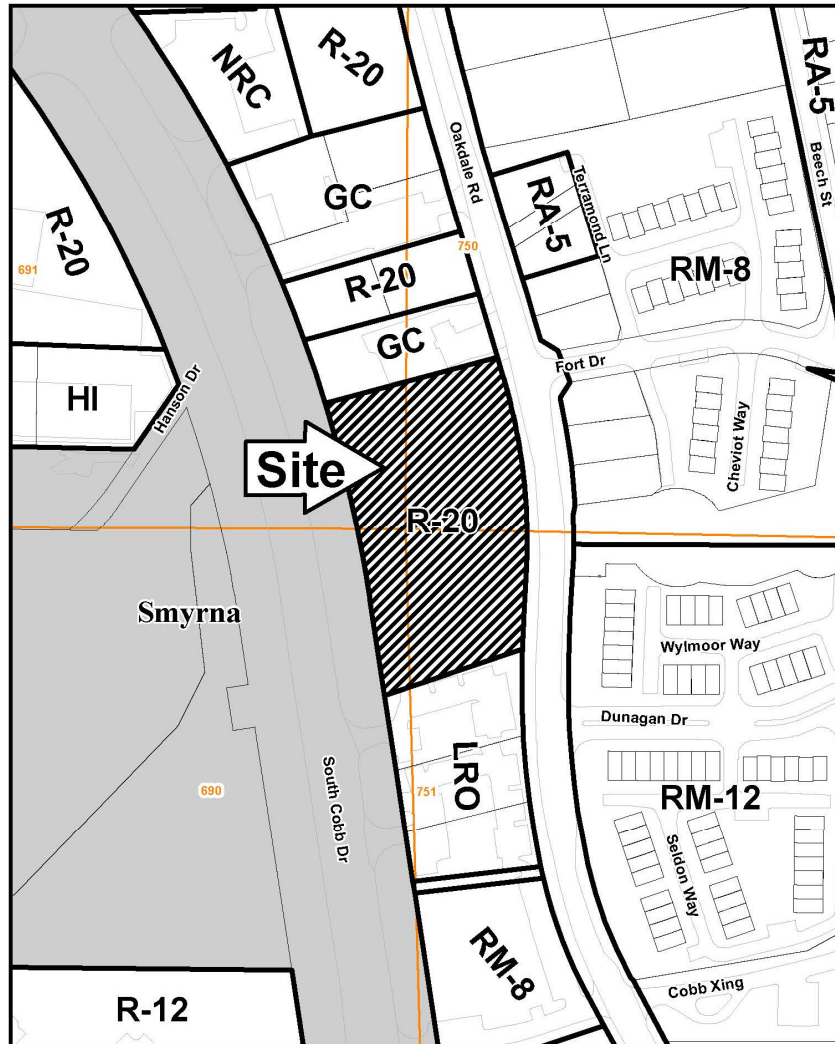 NRC
R-20
RA-5
Oakdale Rd
Beech St
GC
RA-5
Terramond Ln
R-20
750
691
R-20
RM-8
GC
Fort Dr
HI
Hanson Dr
Site
Cheviot Way
R-20
Smyrna
Wylmoor Way
Dunagan Dr
LRO
690
South Cobb Dr
751
RM-12
Seldon Way
RM-8
Cobb Xing
R-12